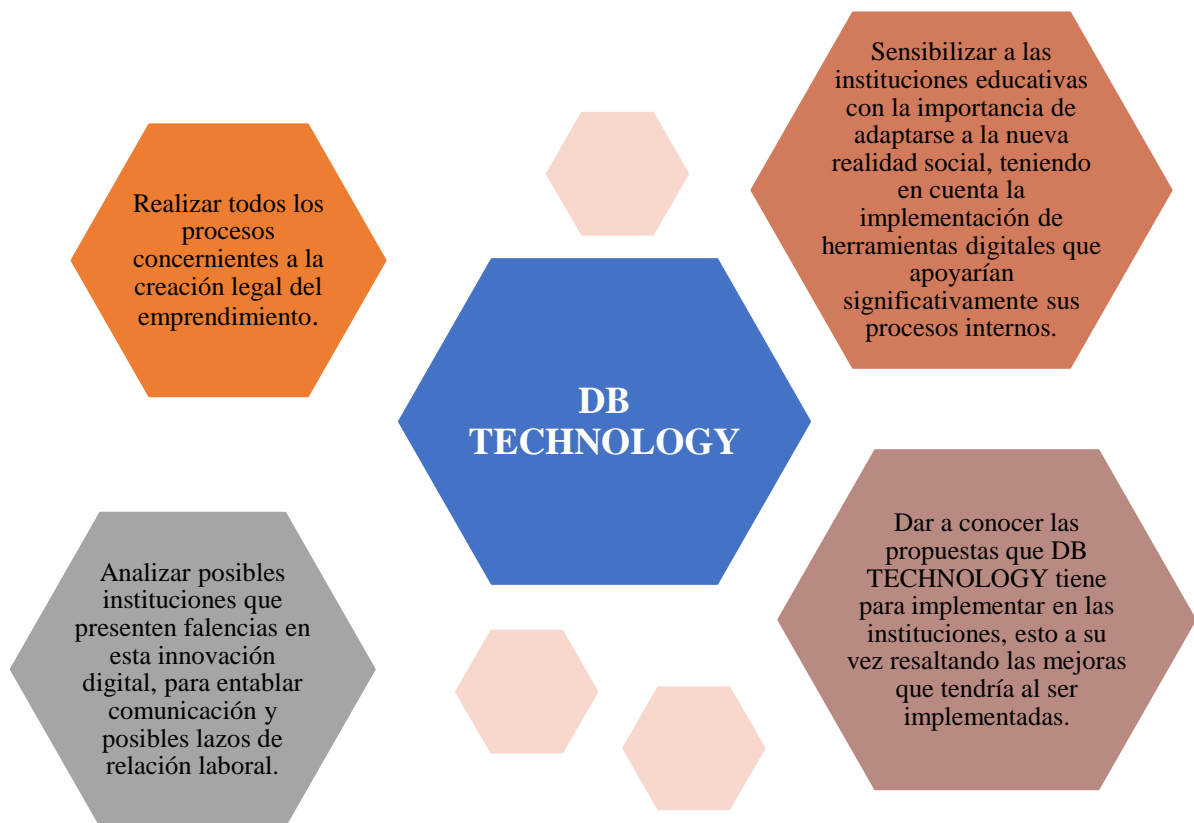 Sensibilizar a las
instituciones educativas
con la importancia de
adaptarse a la nueva
realidad social, teniendo
en cuenta la
implementación de
herramientas digitales que
apoyarían
significativamente sus
procesos internos.
Realizar todos los
procesos
concernientes a la
creación legal del
emprendimiento.
DB
TECHNOLOGY
Dar a conocer las
propuestas que DB
TECHNOLOGY tiene
para implementar en las
instituciones, esto a su
vez resaltando las mejoras
que tendría al ser
implementadas.
Analizar posibles
instituciones que
presenten falencias en
esta innovación
digital, para entablar
comunicación y
posibles lazos de
relación laboral.